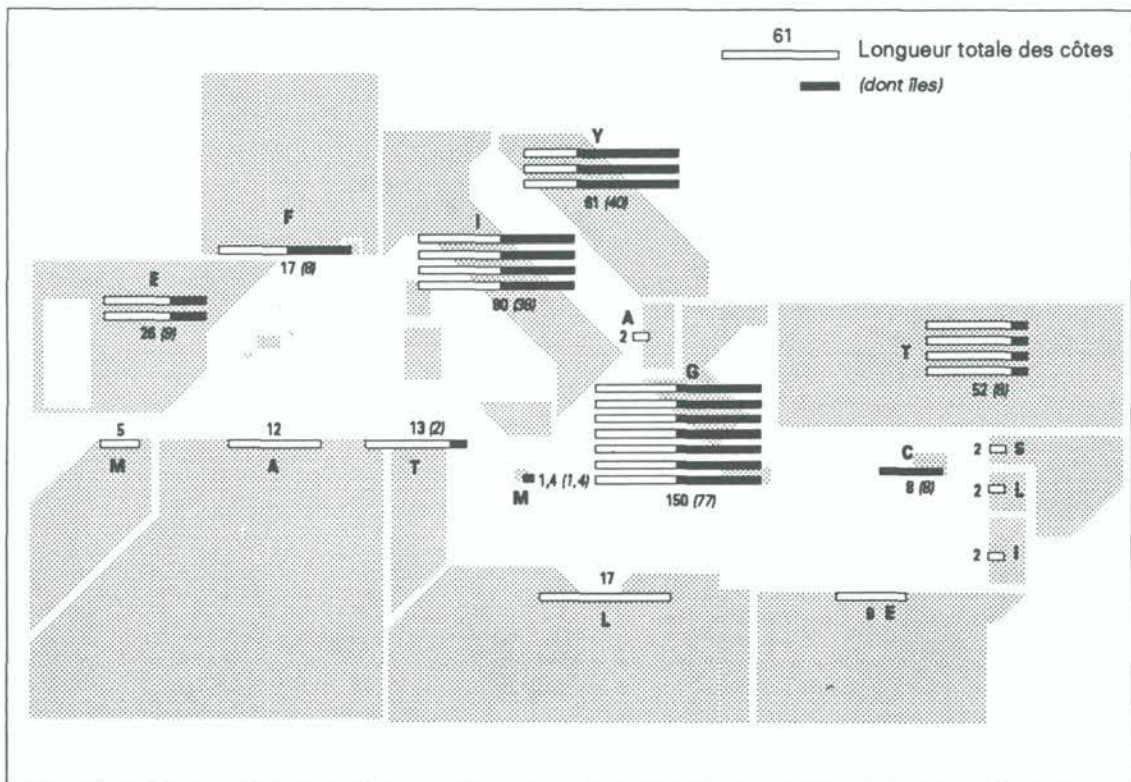 61
Longueur totale des côtes
(dont îles)
Y
61 (40)
F
17 (8)
I
80 (38)
E
26 (9)
A
2
T
52 (8)
G
150 (77)
5
M
12
A
13 (2)
T
M
1,4 (1,4)
C
8 (8)
2 S
2 L
2 I
17
L
9 E